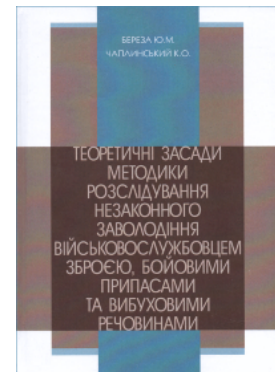 БЕРЕЗА Ю.М.
ЧАПЛИНСЬКИЙ К.О.
ТЕОРЕТИЧНІ ЗАСАДИ
МЕТОДИКИ
РОЗСЛІДУВАННЯ
НЕЗАКОННОГО
ЗАВОЛОДІННЯ
ВІЙСЬКОВОСЛУЖБОВЦЕМ
ЗБРОЄЮ, БОЙОВИМИ
ПРИПАСАМИ
ТА ВИБУХОВИМИ
РЕЧОВИНАМИ